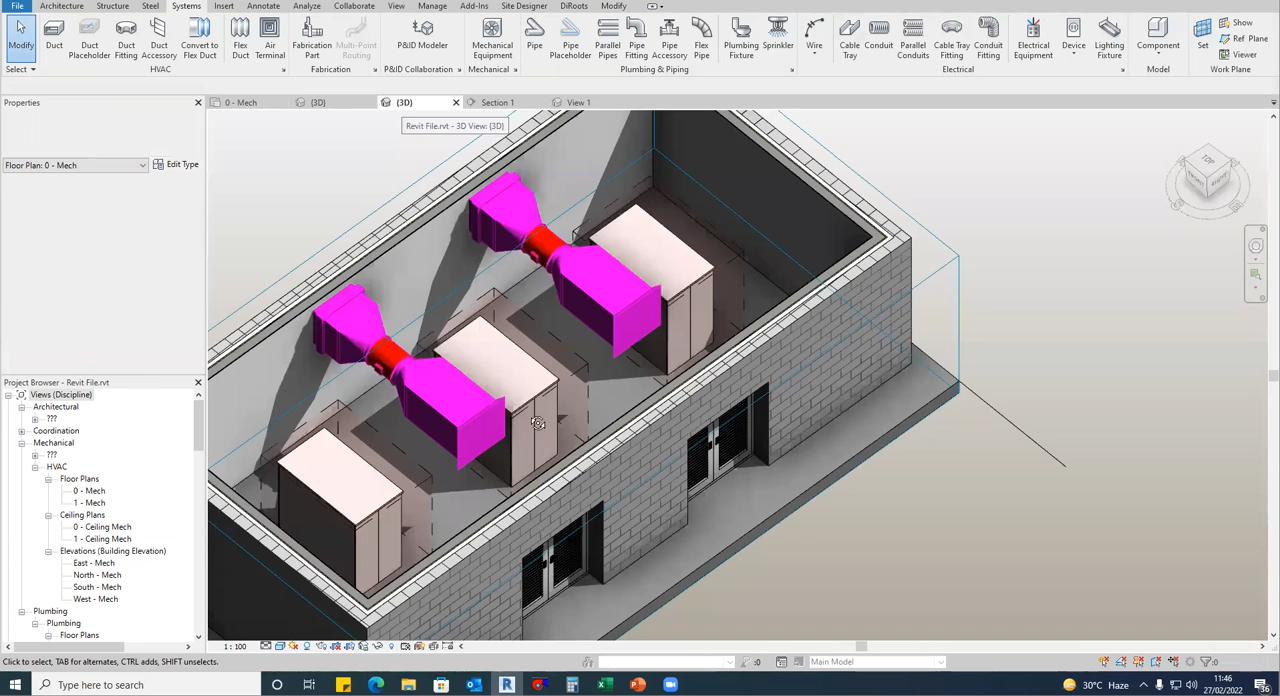 File Architecture Structure Steel Systems Insert Annotate Analyze Collaborate View Manage Add-Ins Site Designer DiRoots Modify
Modify
Duct
Duct Placeholder
Duct Fitting
Duct Accessory
Convert to Flex Duct
Flex Duct
Air Terminal
Fabrication Part
Multi-Point Routing
P&ID Modeler
Mechanical Equipment
Pipe
Pipe Placeholder
Parallel Pipes
Pipe Fitting
Pipe Accessory
Flex Pipe
Plumbing Fixture
Sprinkler
Wire
Cable Tray
Conduit
Parallel Conduits
Cable Tray Fitting
Conduit Fitting
Electrical Equipment
Device
Lighting Fixture
Component
Set
Show
Ref Plane
Viewer
Select HVAC Fabrication P&ID Collaboration Mechanical Plumbing & Piping Electrical Model Work Plane
Properties
0 - Mech {3D} {3D} Section 1 View 1
Revit File.rvt - 3D View: {3D}
Floor Plan: 0 - Mech Edit Type
TOP
FRONT
RIGHT
Project Browser - Revit File.rvt
Views (Discipline)
Architectural
???
Coordination
Mechanical
???
HVAC
Floor Plans
0 - Mech
1 - Mech
Ceiling Plans
0 - Ceiling Mech
1 - Ceiling Mech
Elevations (Building Elevation)
East - Mech
North - Mech
South - Mech
West - Mech
Plumbing
Plumbing
Floor Plans
1 : 100
Click to select, TAB for alternates, CTRL adds, SHIFT unselects.
:0
Main Model
:0
Type here to search
30°C Haze
11:46
27/02/2022